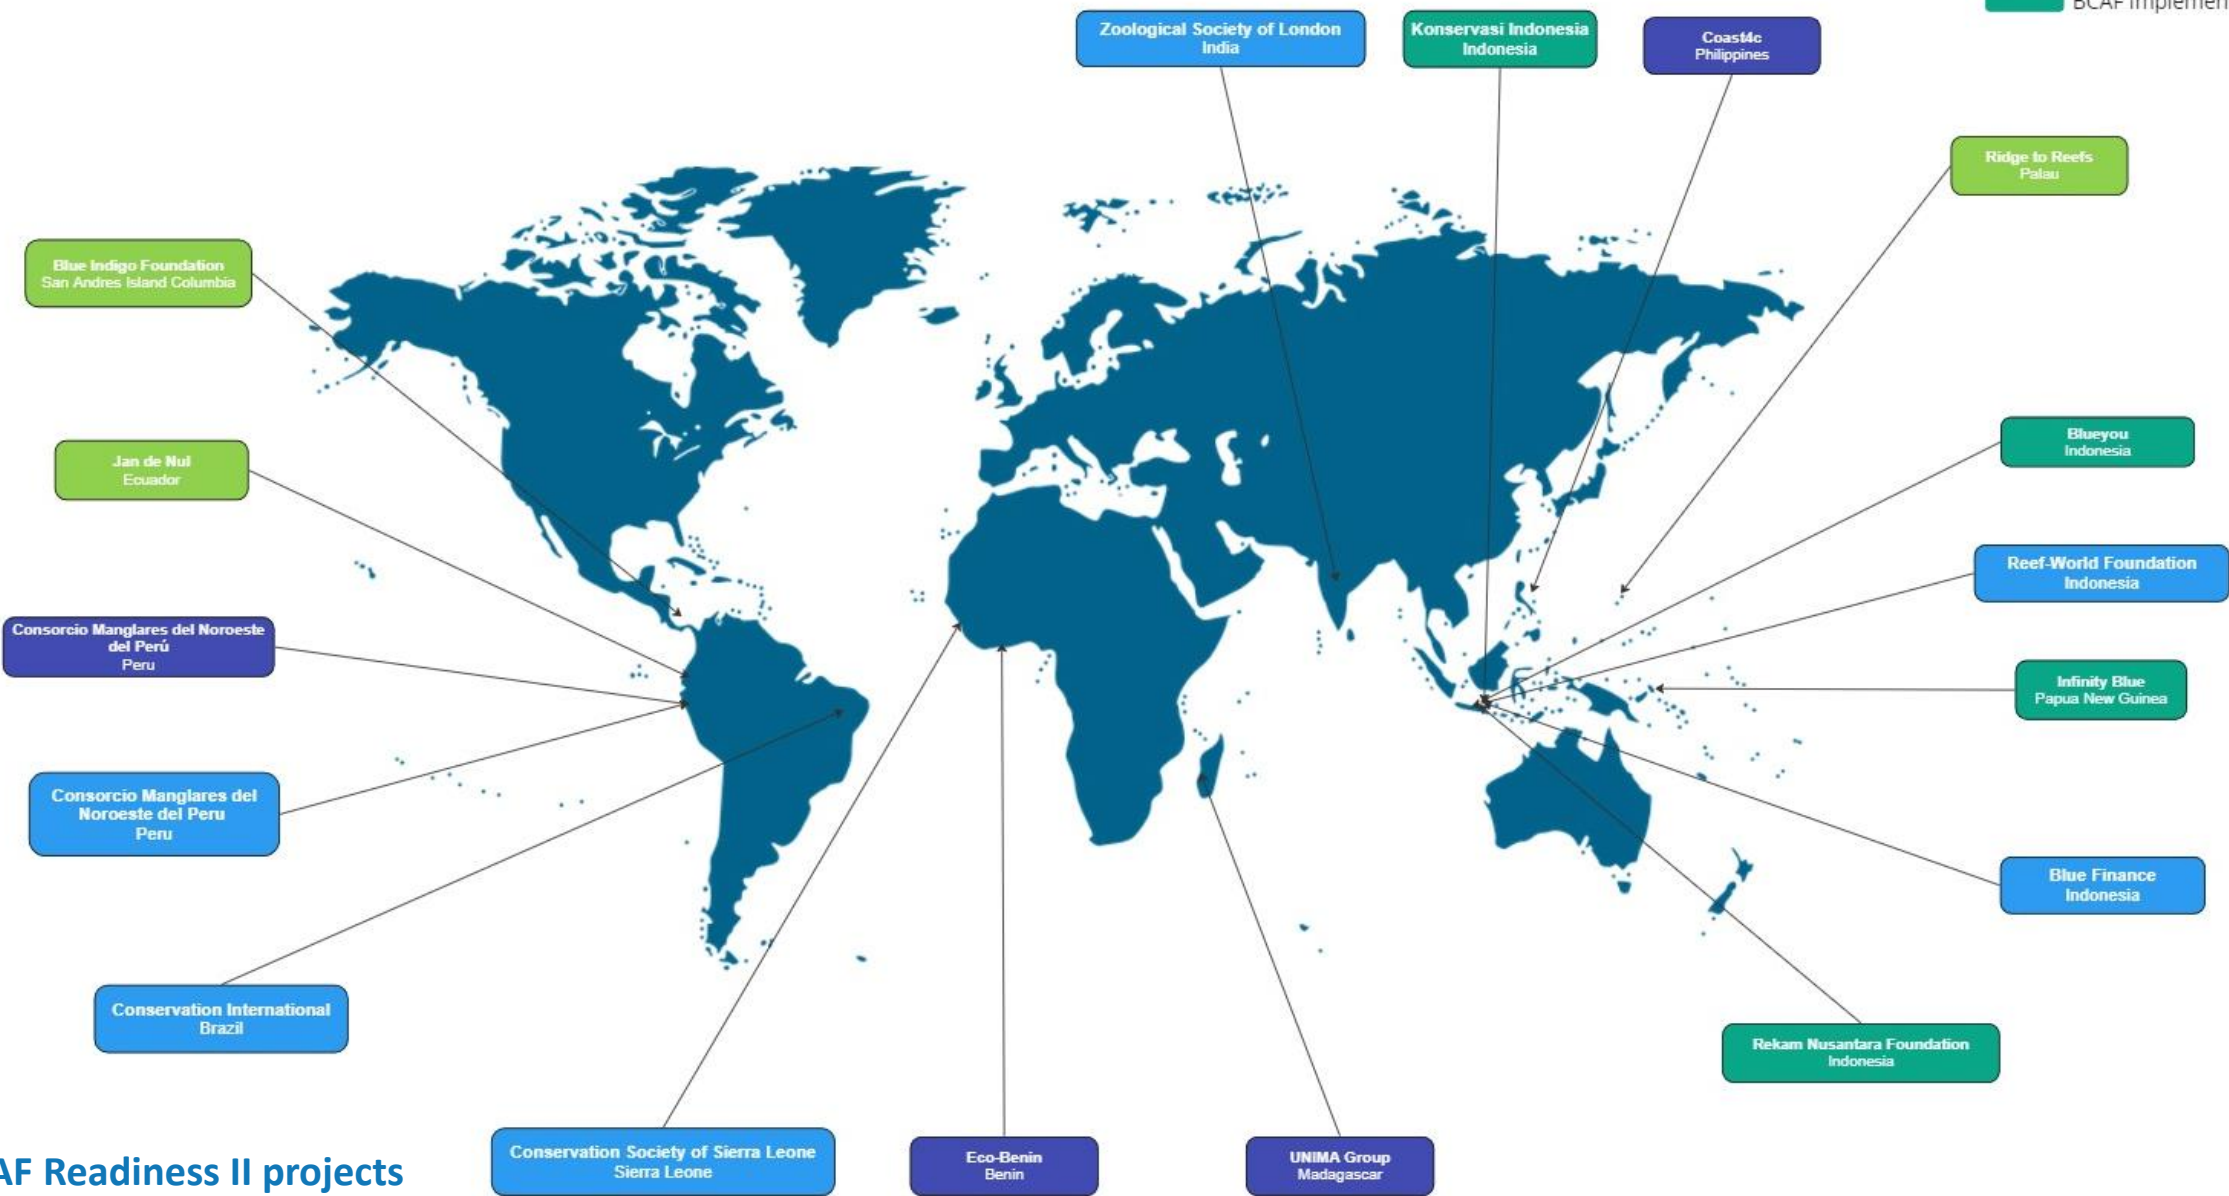 BCAF Implemen
Zoological Society of London
India
Konservasi Indonesia
Indonesia
Coast4c
Philippines
Ridge to Reefs
Palau
Blue Indigo Foundation
San Andres Island Columbia
Blueyou
Indonesia
Jan de Nul
Ecuador
Reef-World Foundation
Indonesia
Consorcio Manglares del Noroeste
del Perú
Peru
Infinity Blue
Papua New Guinea
Consorcio Manglares del
Noroeste del Peru
Peru
Blue Finance
Indonesia
Conservation International
Brazil
Rekam Nusantara Foundation
Indonesia
Conservation Society of Sierra Leone
Sierra Leone
Eco-Benin
Benin
UNIMA Group
Madagascar
AF Readiness II projects